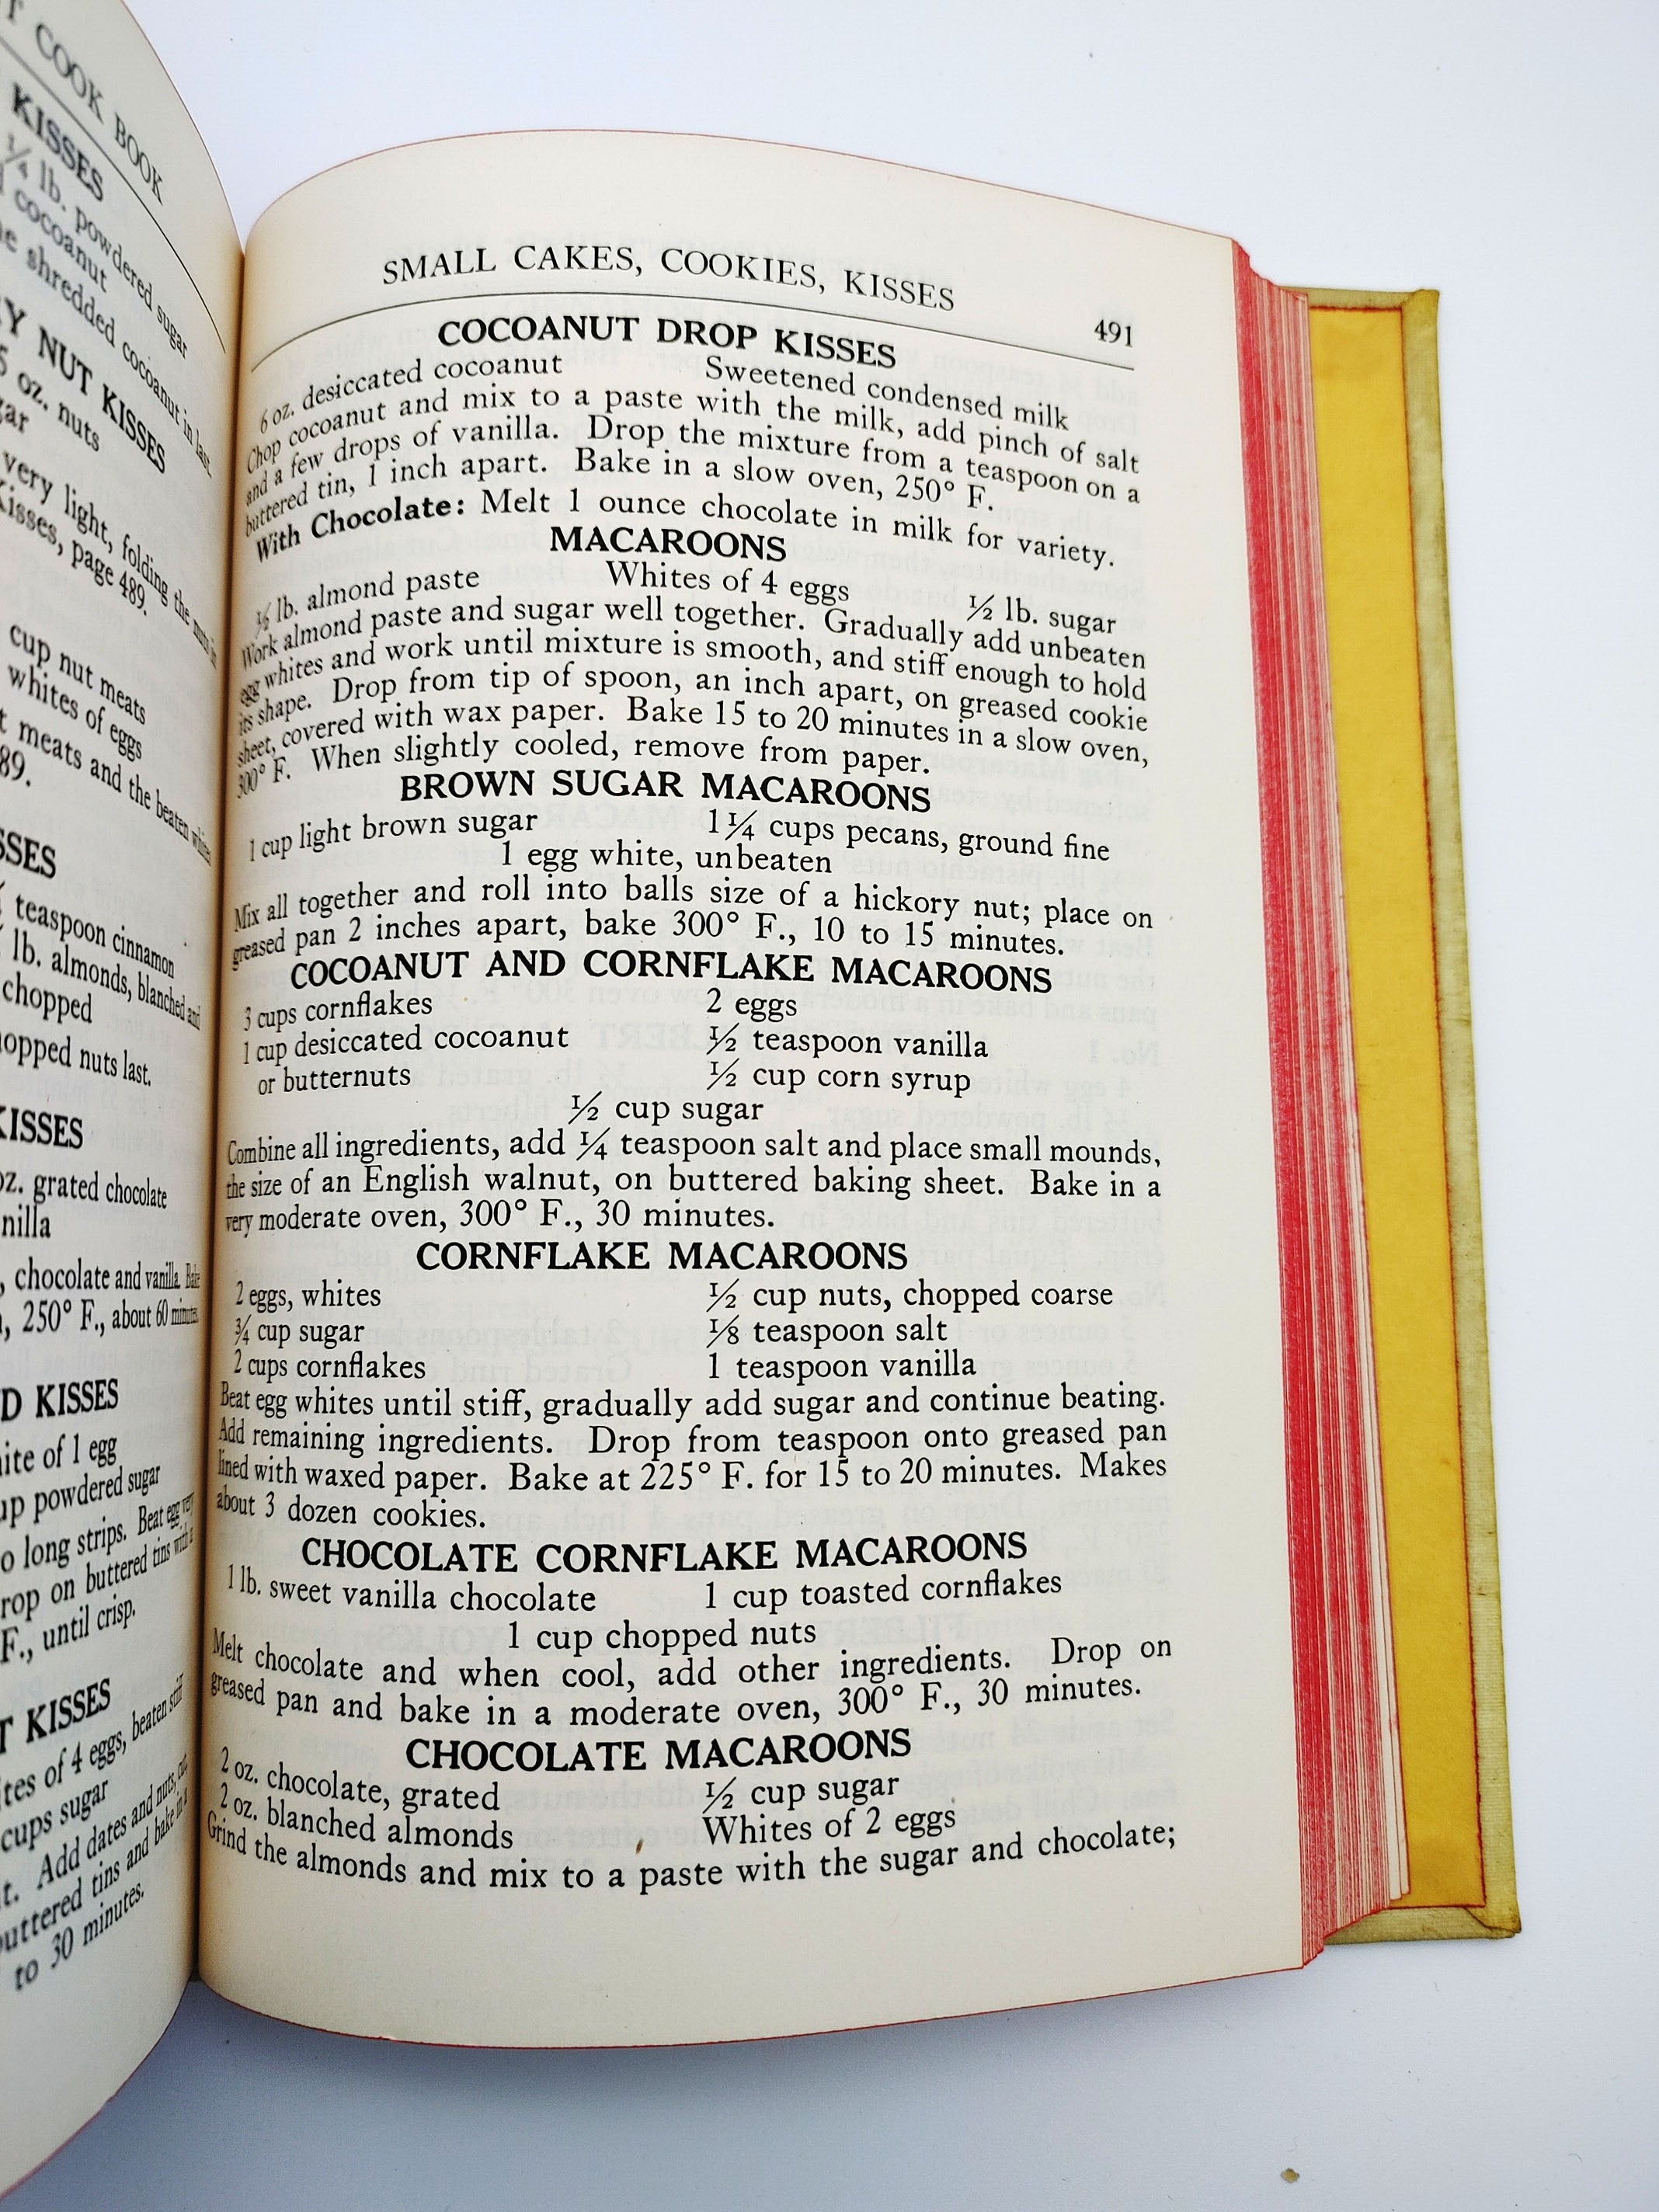 COOK BOOK
KISSES
1/4 lb. powdered sugar
cocoanut
shredded cocoanut in last.
NUT KISSES
5 oz. nuts
very light, folding the nuts in
Kisses, page 489.
cup nut meats
whites of eggs
meats and the beaten whites
teaspoon cinnamon
lb. almonds, blanched and
chopped
nuts last.
KISSES
oz. grated chocolate
, chocolate and vanilla. Bake
, 250° F., about 60 minutes.
KISSES
of 1 egg
powdered sugar
long strips. Beat egg very
on buttered tins with a
F., until crisp.
KISSES
of 4 eggs, beaten stiff
cups sugar
Add dates and nuts,
tins and bake in a
to 30 minutes.
SMALL CAKES, COOKIES, KISSES 491
COCOANUT DROP KISSES
6 oz. desiccated cocoanut Sweetened condensed milk
Chop cocoanut and mix to a paste with the milk, add pinch of salt
and a few drops of vanilla. Drop the mixture from a teaspoon on a
buttered tin, 1 inch apart. Bake in a slow oven, 250° F.
With Chocolate: Melt 1 ounce chocolate in milk for variety.
MACAROONS
½ lb. almond paste Whites of 4 eggs ½ lb. sugar
Work almond paste and sugar well together. Gradually add unbeaten
egg whites and work until mixture is smooth, and stiff enough to hold
its shape. Drop from tip of spoon, an inch apart, on greased cookie
sheet, covered with wax paper. Bake 15 to 20 minutes in a slow oven,
300° F. When slightly cooled, remove from paper.
BROWN SUGAR MACAROONS
1 cup light brown sugar 1¼ cups pecans, ground fine
1 egg white, unbeaten
Mix all together and roll into balls size of a hickory nut; place on
greased pan 2 inches apart, bake 300° F., 10 to 15 minutes.
COCOANUT AND CORNFLAKE MACAROONS
3 cups cornflakes 2 eggs
1 cup desiccated cocoanut ½ teaspoon vanilla
or butternuts ½ cup corn syrup
½ cup sugar
Combine all ingredients, add ¼ teaspoon salt and place small mounds,
the size of an English walnut, on buttered baking sheet. Bake in a
very moderate oven, 300° F., 30 minutes.
CORNFLAKE MACAROONS
2 eggs, whites ½ cup nuts, chopped coarse
¾ cup sugar ⅛ teaspoon salt
2 cups cornflakes 1 teaspoon vanilla
Beat egg whites until stiff, gradually add sugar and continue beating.
Add remaining ingredients. Drop from teaspoon onto greased pan
lined with waxed paper. Bake at 225° F. for 15 to 20 minutes. Makes
about 3 dozen cookies.
CHOCOLATE CORNFLAKE MACAROONS
1 lb. sweet vanilla chocolate 1 cup toasted cornflakes
1 cup chopped nuts
Melt chocolate and when cool, add other ingredients. Drop on
greased pan and bake in a moderate oven, 300° F., 30 minutes.
CHOCOLATE MACAROONS
2 oz. chocolate, grated ½ cup sugar
2 oz. blanched almonds Whites of 2 eggs
Grind the almonds and mix to a paste with the sugar and chocolate;